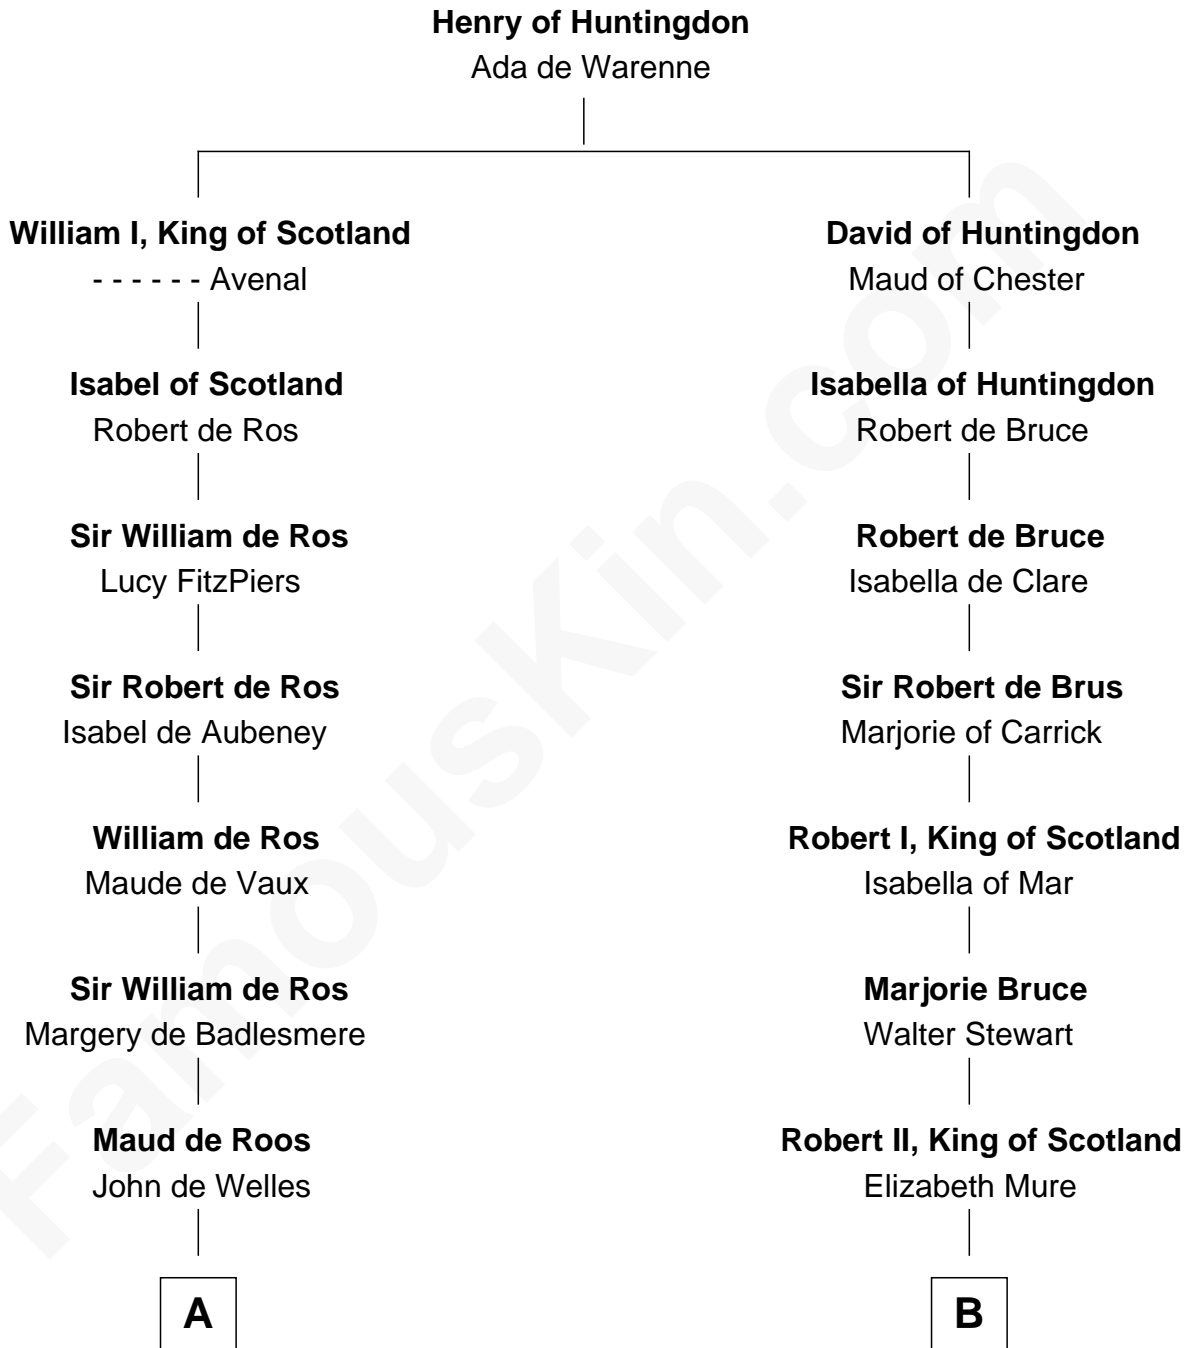 Henry of Huntingdon
Ada de Warenne
William I, King of Scotland
- - - - - - Avenal
David of Huntingdon
Maud of Chester
Isabel of Scotland
Robert de Ros
Isabella of Huntingdon
Robert de Bruce
Sir William de Ros
Lucy FitzPiers
Robert de Bruce
Isabella de Clare
Sir Robert de Ros
Isabel de Aubeney
Sir Robert de Brus
Marjorie of Carrick
William de Ros
Maude de Vaux
Robert I, King of Scotland
Isabella of Mar
Sir William de Ros
Margery de Badlesmere
Marjorie Bruce
Walter Stewart
Maud de Roos
John de Welles
Robert II, King of Scotland
Elizabeth Mure
A
B
FamousKin.com